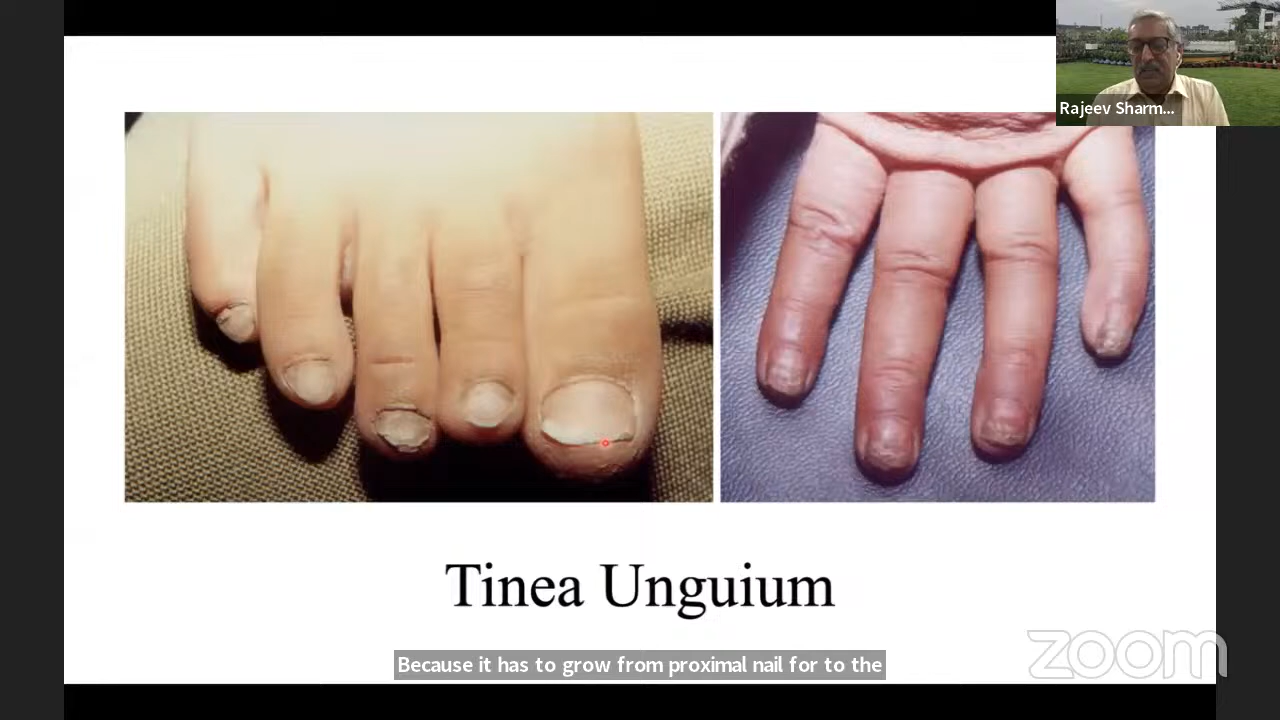 Rajeev Sharm...
Tinea Unguium
Because it has to grow from proximal nail for to the
zoom